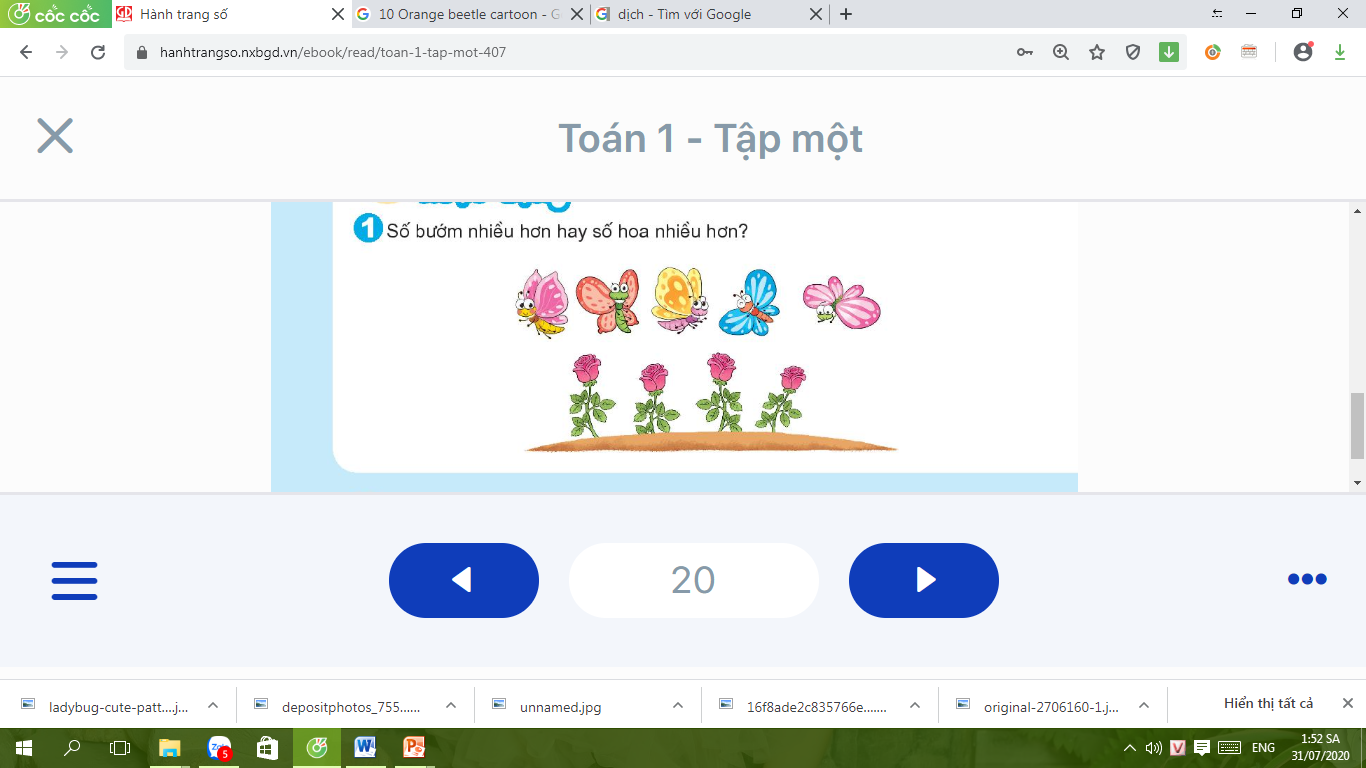 cốc cốc
Hành trang số
10 Orange beetle cartoon - G
dịch - Tìm với Google
hanhtrangso.nxbgd.vn/ebook/read/toan-1-tap-mot-407
Toán 1 - Tập một
1 Số bướm nhiều hơn hay số hoa nhiều hơn?
20
ladybug-cute-patt....j...
depositphotos_755......
unnamed.jpg
16f8ade2c835766e.......
original-2706160-1.j...
Hiển thị tất cả
Zalo
5
ENG
1:52 SA
31/07/2020